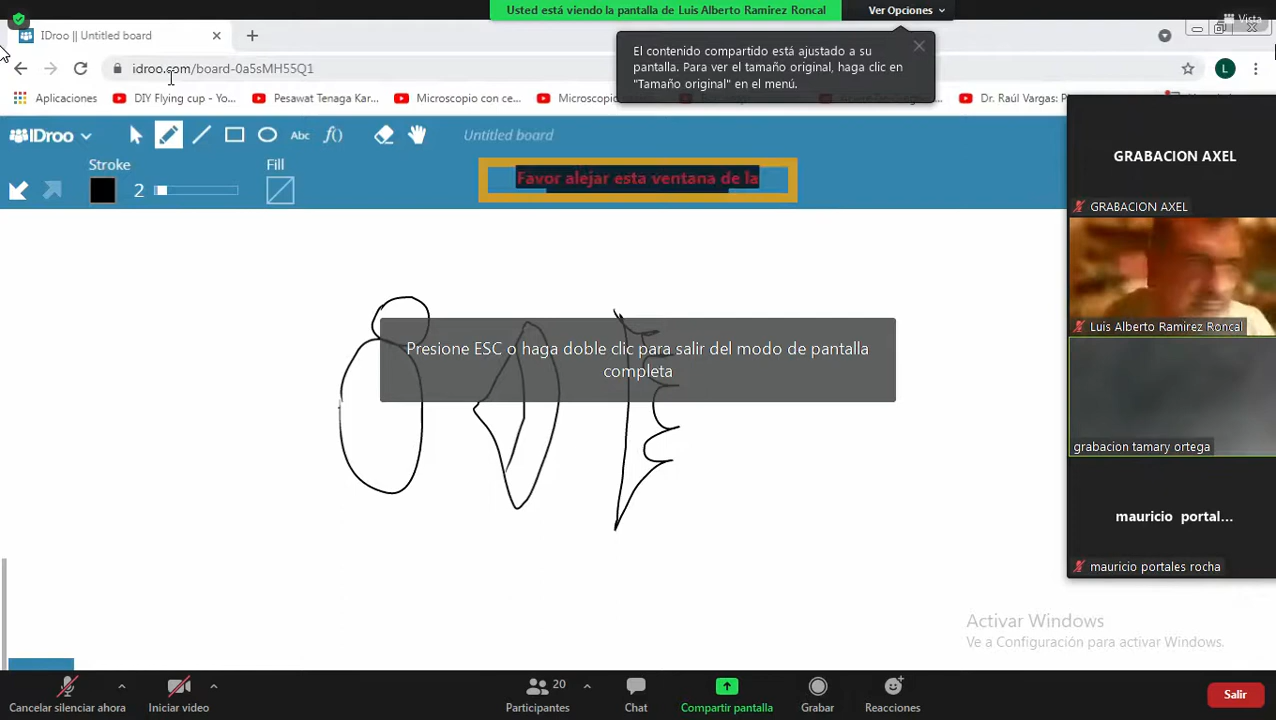 Usted está viendo la pantalla de Luis Alberto Ramirez Roncal
Ver Opciones
Vista
IDroo || Untitled board
El contenido compartido está ajustado a su
pantalla. Para ver el tamaño original, haga clic en
"Tamaño original" en el menú.
idroo.com/board-0a5sMH55Q1
L
Aplicaciones
DIY Flying cup - Yo...
Pesawat Tenaga Kar...
Microscopio con ce...
Microscopi
Dr. Raúl Vargas: P
IDroo
Abc
f()
Untitled board
Stroke
2
Fill
Favor alejar esta ventana de la
GRABACION AXEL
GRABACION AXEL
Luis Alberto Ramirez Roncal
Presione ESC o haga doble clic para salir del modo de pantalla
completa
grabacion tamary ortega
mauricio portal...
mauricio portales rocha
Activar Windows
Ve a Configuración para activar Windows.
Cancelar silenciar ahora
Iniciar video
20
Participantes
Chat
Compartir pantalla
Grabar
Reacciones
Salir